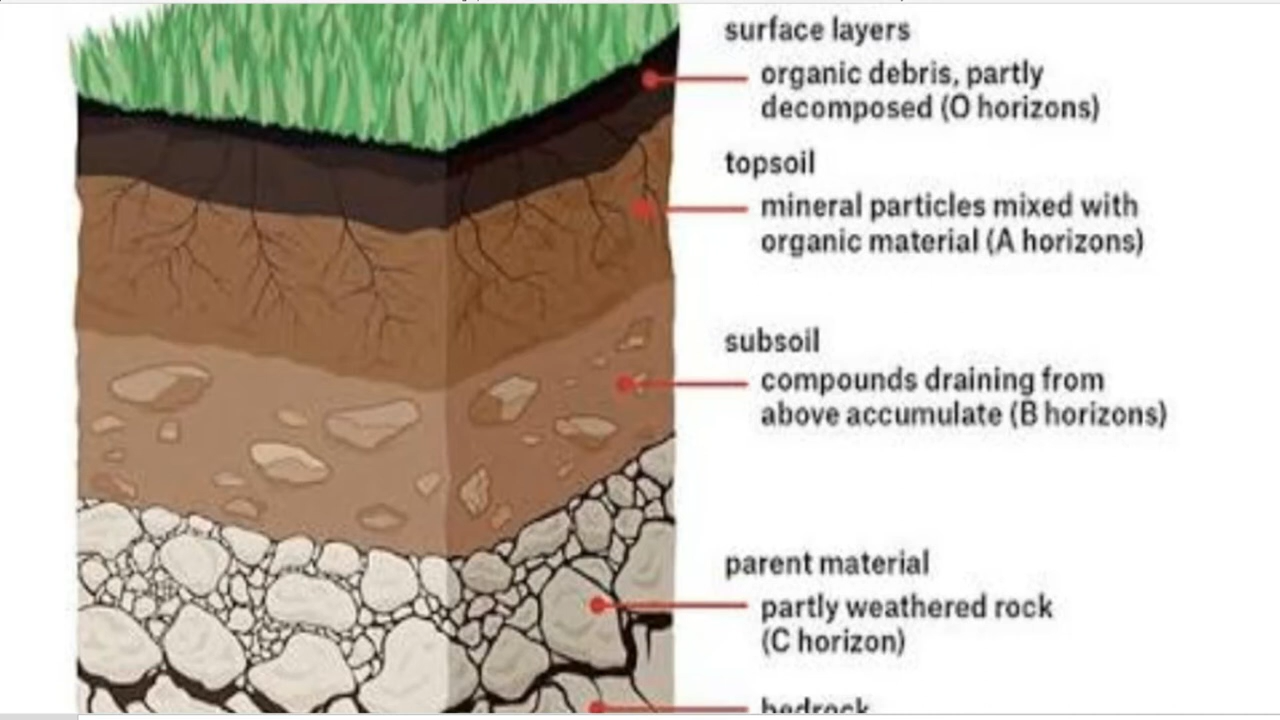 surface layers
organic debris, partly
decomposed (O horizons)
topsoil
mineral particles mixed with
organic material (A horizons)
subsoil
compounds draining from
above accumulate (B horizons)
parent material
partly weathered rock
(C horizon)
bedrock